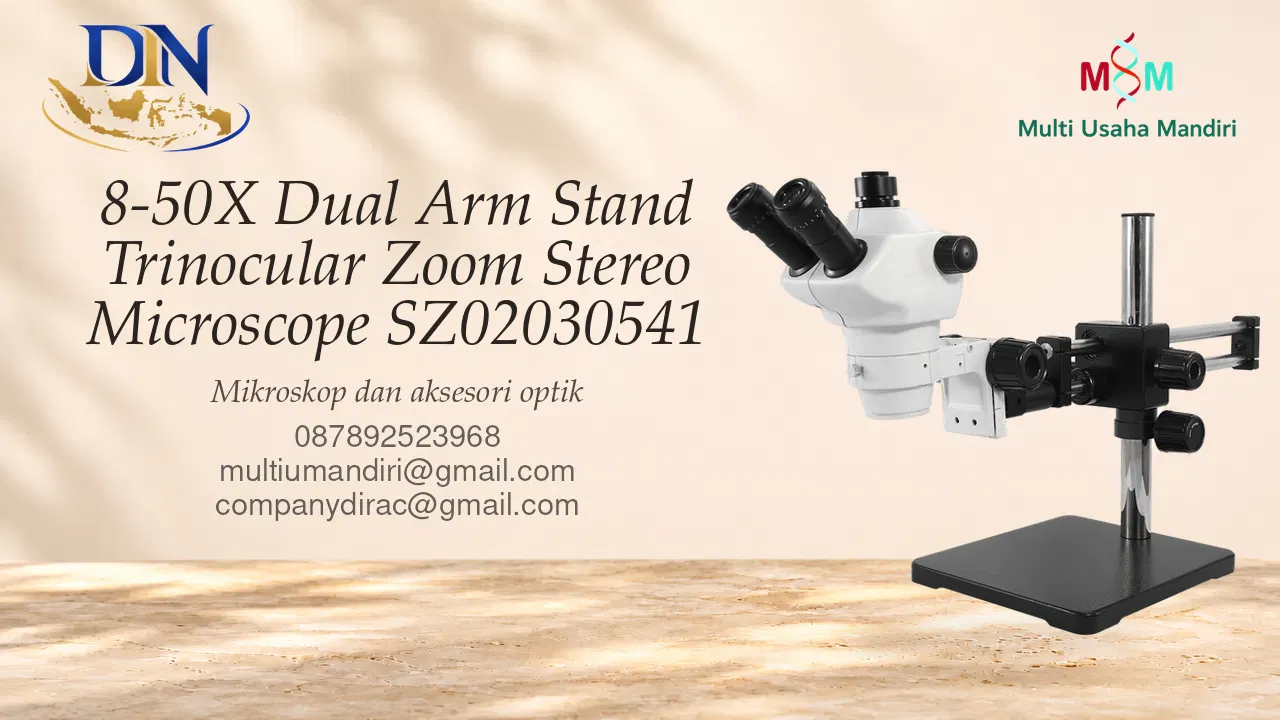 DIN
MSM
Multi Usaha Mandiri
8-50X Dual Arm Stand
Trinocular Zoom Stereo
Microscope SZ02030541
Mikroskop dan aksesori optik
087892523968
multiumandiri@gmail.com
companydirac@gmail.com